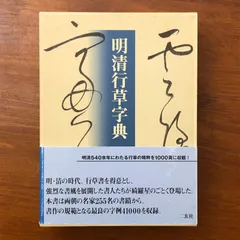 明清行草字典
明清540余年にわたる行草の精粋を1000頁に収載!
明・清の時代、行草書を得意とし、
強烈な書風を展開した書人たちが綺羅星のごとく登場した。
本書は両朝の名家255名の書蹟から、
書作の規範となる最良の字例41000を収録。
二玄社